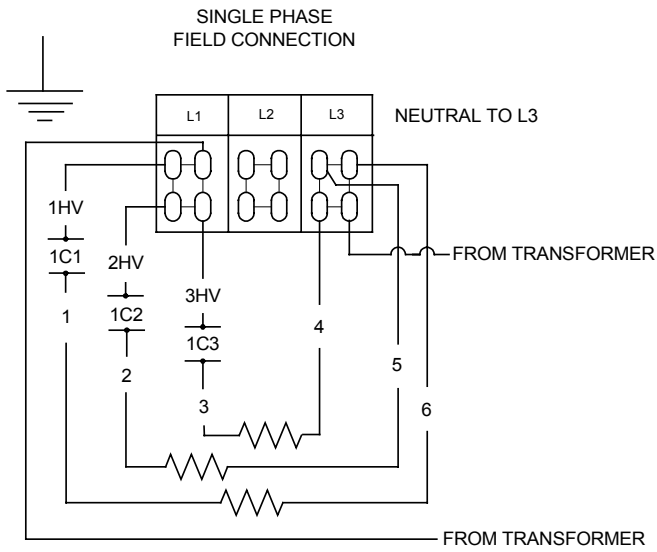 SINGLE PHASE
FIELD CONNECTION
L1
L2
L3
NEUTRAL TO L3
1HV
1C1
2HV
FROM TRANSFORMER
3HV
1C2
1
4
1C3
5
2
3
6
FROM TRANSFORMER